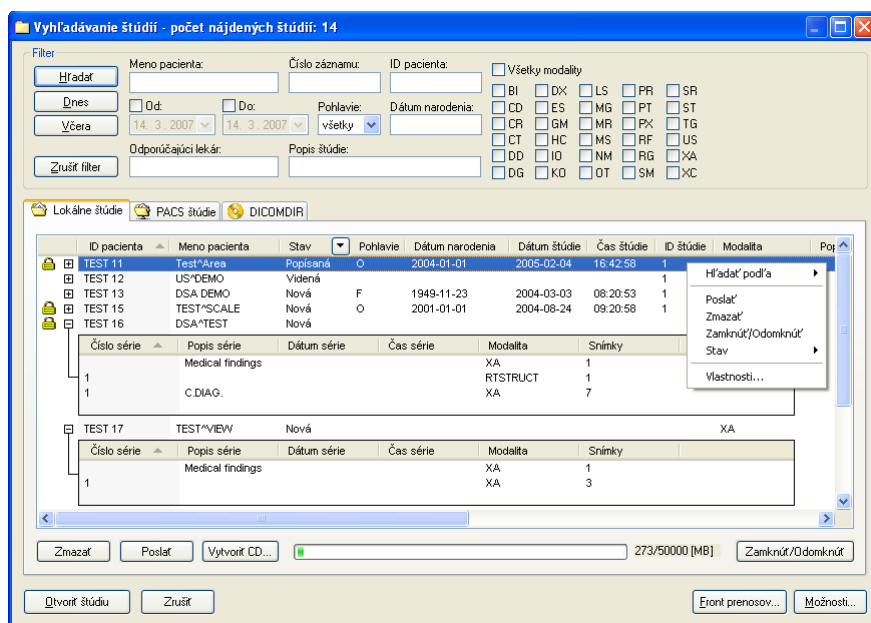 Vyhľadávanie štúdií - počet nájdených štúdií: 14
Filter
Hľadať
Meno pacienta:
Číslo záznamu:
ID pacienta:
Všetky modality
BI DX LS PR SR
Dnes
Od:
Do:
Pohlavie:
Dátum narodenia:
CD ES MG PT ST
Včera
14. 3. 2007
14. 3. 2007
všetky
CR GM MR PX TG
CT HC MS RF US
Odporúčajúci lekár:
Popis štúdie:
DD IO NM RG XA
Zrušiť filter
DG KO OT SM XC
Lokálne štúdie
PACS štúdie
DICOMDIR
ID pacienta Meno pacienta Stav Pohlavie Dátum narodenia Dátum štúdie Čas štúdie ID štúdie Modalita Pop
TEST 11 Test^Area Popísaná O 2004-01-01 2005-02-04 16:42:58 1
TEST 12 US^DEMO Videná 1
TEST 13 DSA DEMO Nová F 1949-11-23 2004-03-03 08:20:53 1
TEST 15 TEST^SCALE Nová O 2001-01-01 2004-08-24 09:20:58 1
TEST 16 DSA^TEST Nová
Hľadať podľa
Poslať
Zmazať
Zamknúť/Odomknúť
Stav
Vlastnosti...
Číslo série Popis série Dátum série Čas série Modalita Snímky
Medical findings XA 1
1 RTSTRUCT 1
1 C.DIAG. XA 7
TEST 17 TEST^VIEW Nová XA
Číslo série Popis série Dátum série Čas série Modalita Snímky
Medical findings XA 1
1 XA 3
Zmazať
Poslať
Vytvoriť CD...
273/50000 [MB]
Zamknúť/Odomknúť
Otvoriť štúdiu
Zrušiť
Front prenosov...
Možnosti...